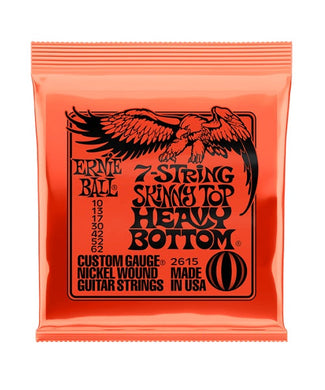 ERNIE
BALL
7-STRING
SKINNY TOP
HEAVY
BOTTOM
10
13
17
30
42
52
62
CUSTOM GAUGE
NICKEL WOUND
GUITAR STRINGS
2615
MADE
IN USA